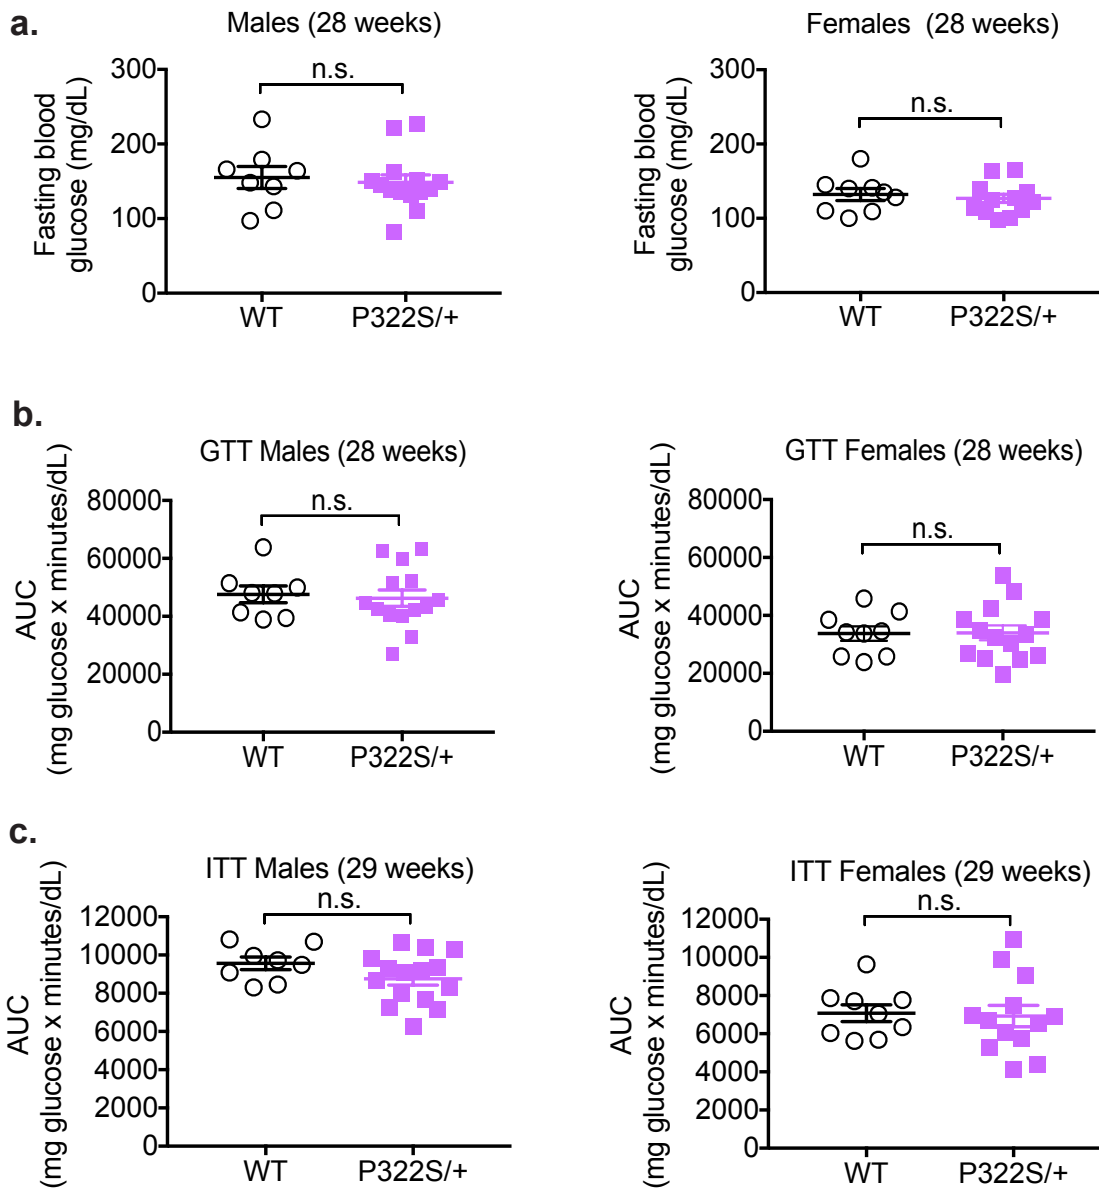 a.
Males (28 weeks)
Fasting blood
glucose (mg/dL)
300
200
100
0
n.s.
WT
P322S/+
Females (28 weeks)
Fasting blood
glucose (mg/dL)
300
200
100
0
n.s.
WT
P322S/+
b.
GTT Males (28 weeks)
AUC
(mg glucose x minutes/dL)
80000
60000
40000
20000
0
n.s.
WT
P322S/+
GTT Females (28 weeks)
AUC
(mg glucose x minutes/dL)
80000
60000
40000
20000
0
n.s.
WT
P322S/+
c.
ITT Males (29 weeks)
AUC
(mg glucose x minutes/dL)
12000
10000
8000
6000
4000
2000
0
n.s.
WT
P322S/+
ITT Females (29 weeks)
AUC
(mg glucose x minutes/dL)
12000
10000
8000
6000
4000
2000
0
n.s.
WT
P322S/+